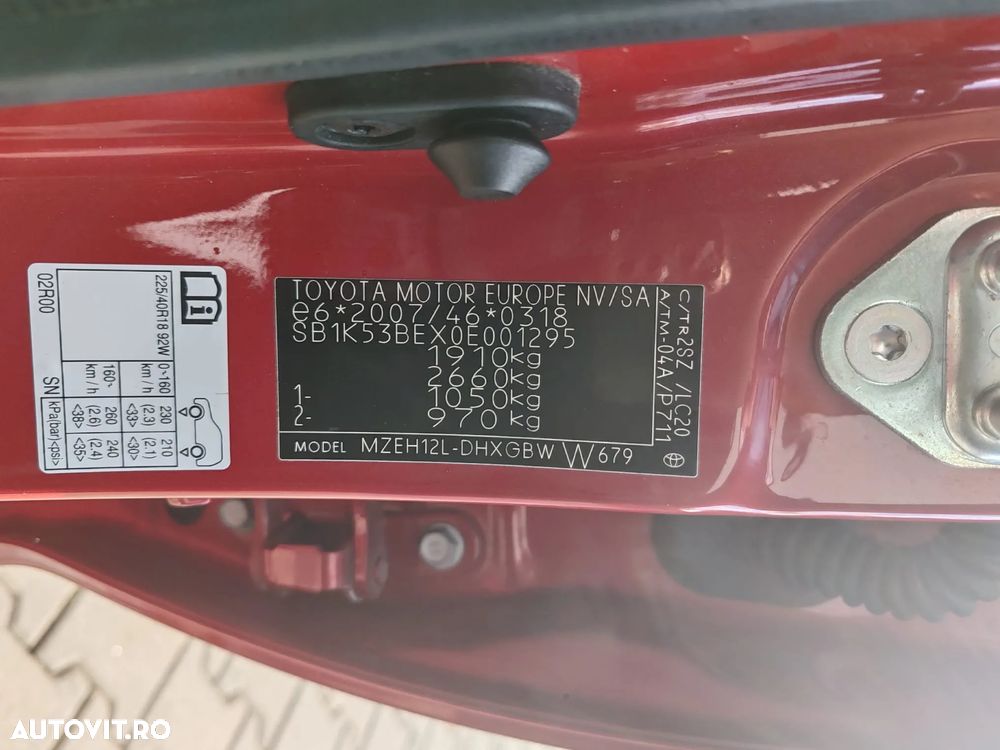 TOYOTA MOTOR EUROPE NV/SA
e6*2007/46*0318
SB1K53BEX0E001295
1910kg
2660kg
1- 1050kg
2- 970kg
MODEL MZEH12L-DHXGBW W679
C/TR2SZ /LC20
A/TM-04A/P711
225/40R18 92W
0~160 km/h
230 (2.3) <33>
210 (2.1) <30>
160~ km/h
260 (2.6) <38>
240 (2.4) <35>
kPa(bar)<psi>
02R00
SN
AUTOVIT.RO